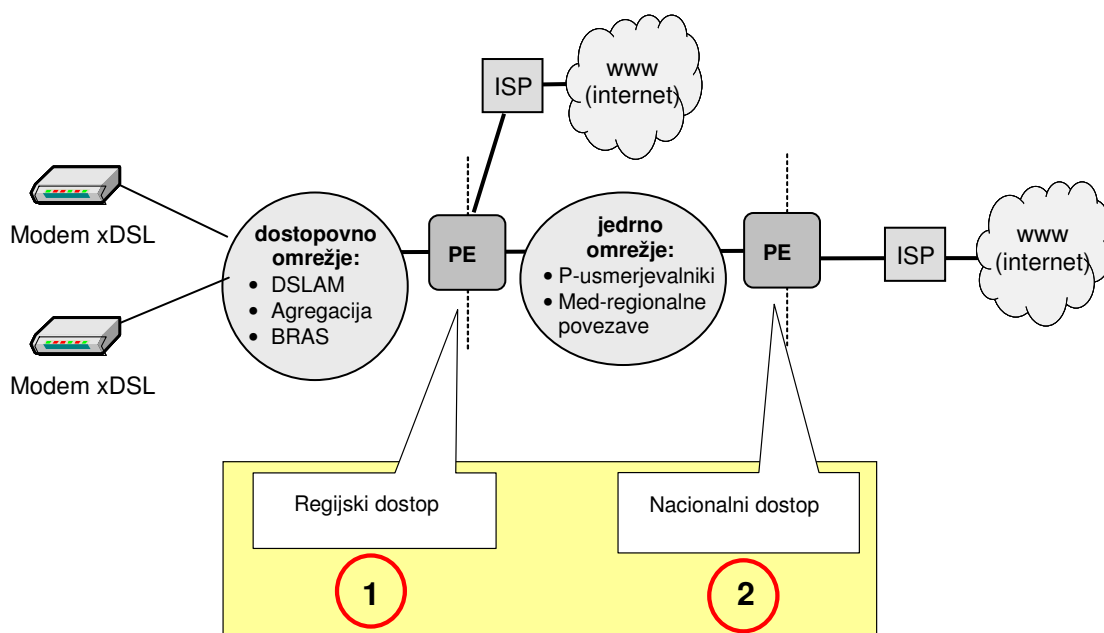 www
(internet)
ISP
Modem xDSL
dostopovno
omrežje:
• DSLAM
• Agregacija
• BRAS
PE
jedrno
omrežje:
• P-usmerjevalniki
• Med-regionalne
povezave
PE
ISP
www
(internet)
Modem xDSL
Regijski dostop
Nacionalni dostop
1
2